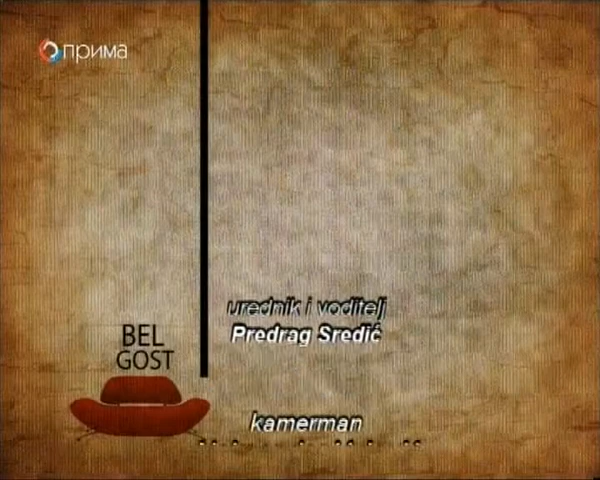 прима
urednik i voditelj
Predrag Sredić
BEL
GOST
kamerman